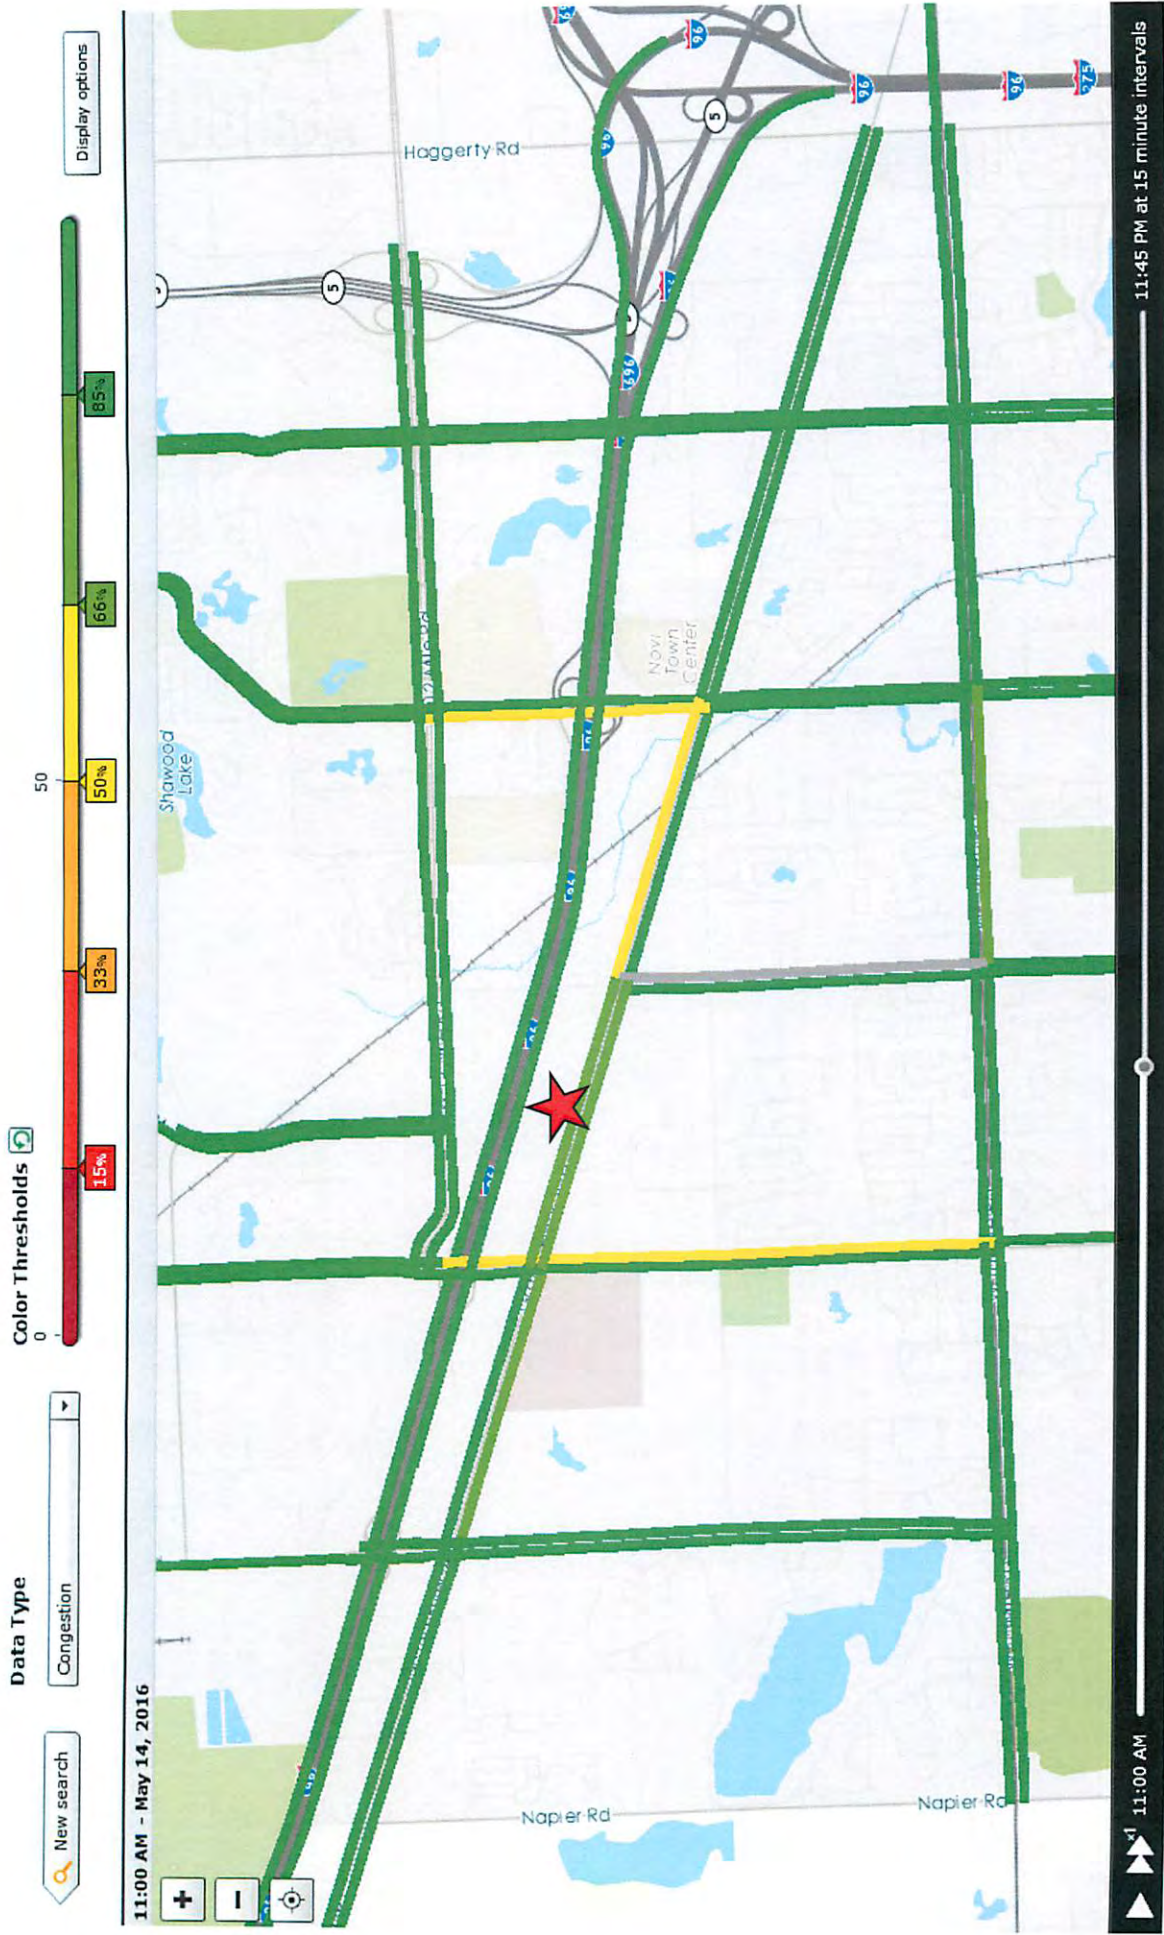 New search
Data Type
Congestion
Color Thresholds
0
50
15%
33%
50%
66%
85%
Display options
11:00 AM - May 14, 2016
+
−
Shawood
Lake
Haggerty Rd
5
5
96
96
96
96
275
696
Novi
Town
Center
Napier Rd
Napier Rd
x1
11:00 AM
11:45 PM at 15 minute intervals